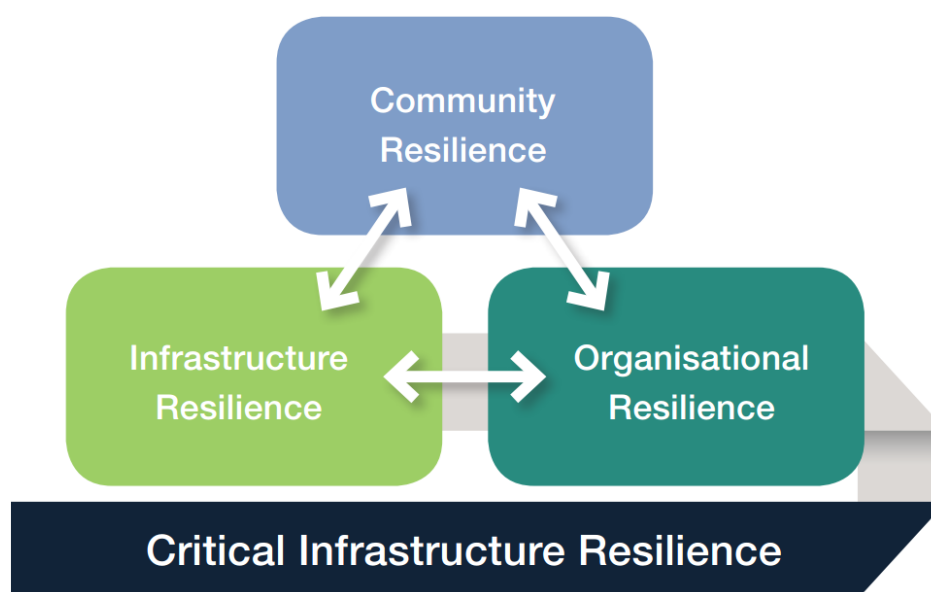 Community
Resilience
Infrastructure
Resilience
Organisational
Resilience
Critical Infrastructure Resilience